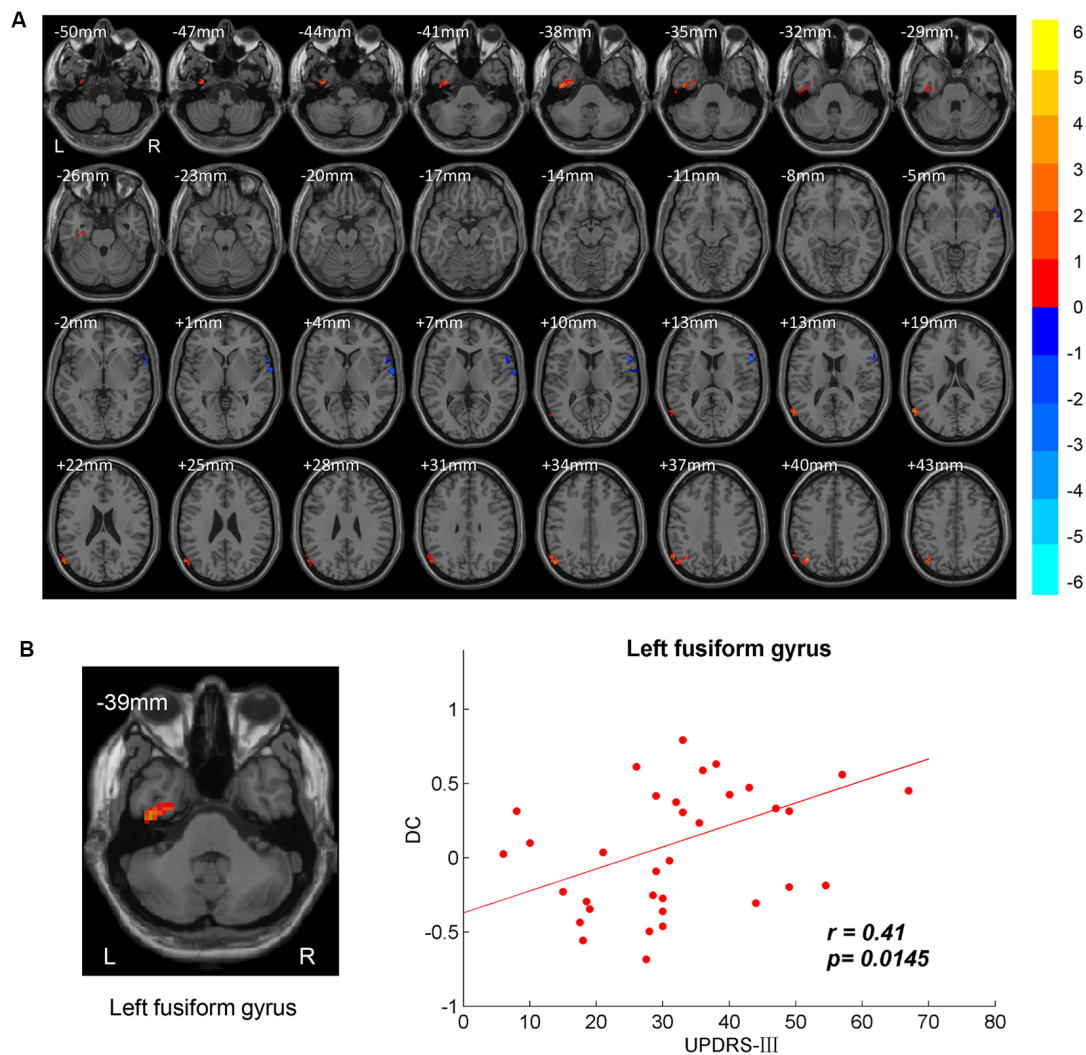 A
-50mm -47mm -44mm -41mm -38mm -35mm -32mm -29mm
L R
-26mm -23mm -20mm -17mm -14mm -11mm -8mm -5mm
-2mm +1mm +4mm +7mm +10mm +13mm +13mm +19mm
+22mm +25mm +28mm +31mm +34mm +37mm +40mm +43mm
6
5
4
3
2
1
0
-1
-2
-3
-4
-5
-6
B
-39mm
L R
Left fusiform gyrus
Left fusiform gyrus
1
0.5
0
-0.5
-1
DC
r = 0.41
p= 0.0145
0 10 20 30 40 50 60 70 80
UPDRS-III